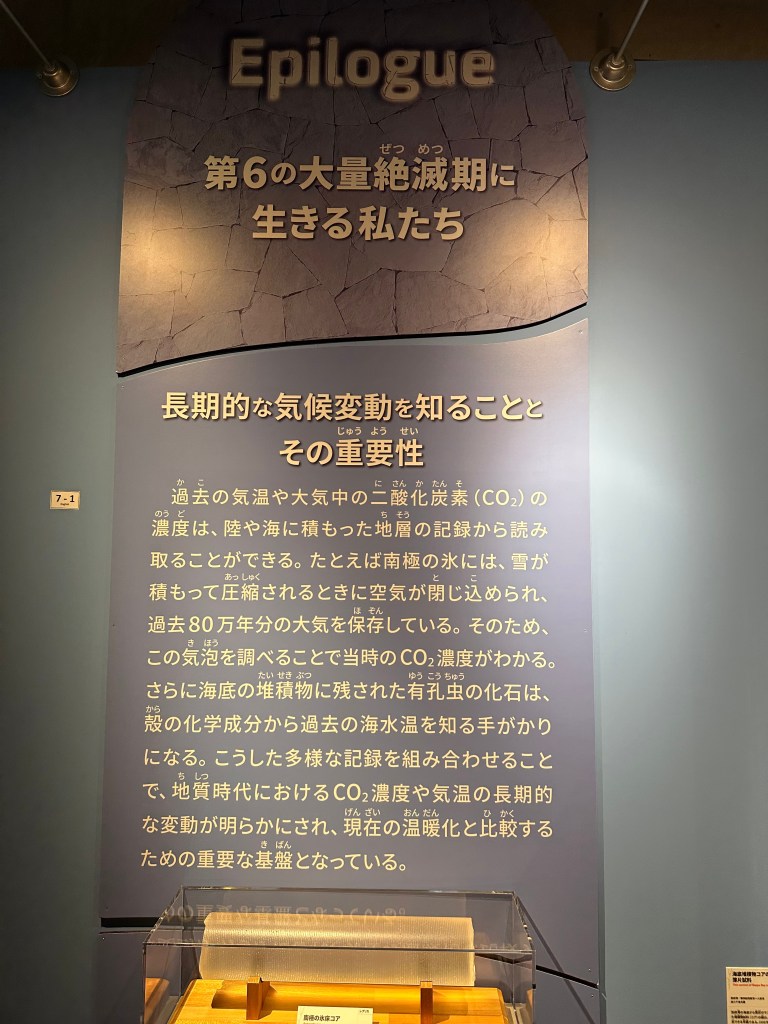 Epilogue
第6の大量絶滅期に
生きる私たち
長期的な気候変動を知ることと
その重要性
過去の気温や大気中の二酸化炭素（CO₂）の
濃度は、陸や海に積もった地層の記録から読み
取ることができる。たとえば南極の氷には、雪が
積もって圧縮されるときに空気が閉じ込められ、
過去80万年分の大気を保存している。そのため、
この気泡を調べることで当時のCO₂濃度がわかる。
さらに海底の堆積物に残された有孔虫の化石は、
殻の化学成分から過去の海水温を知る手がかり
になる。こうした多様な記録を組み合わせること
で、地質時代におけるCO₂濃度や気温の長期的
な変動が明らかにされ、現在の温暖化と比較する
ための重要な基盤となっている。
7-1
南極の氷床コア
海底堆積物コアの
薄片試料